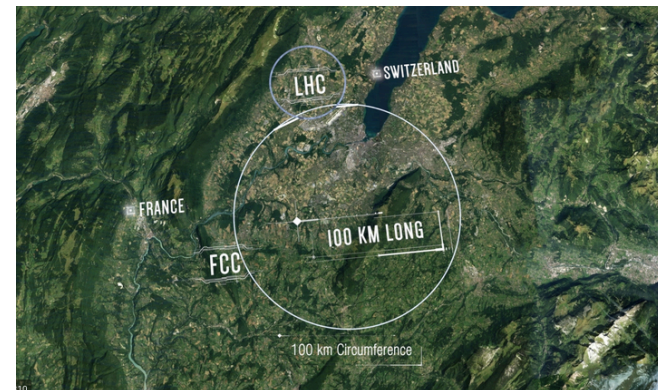 LHC
SWITZERLAND
FRANCE
100 KM LONG
FCC
100 km Circumference